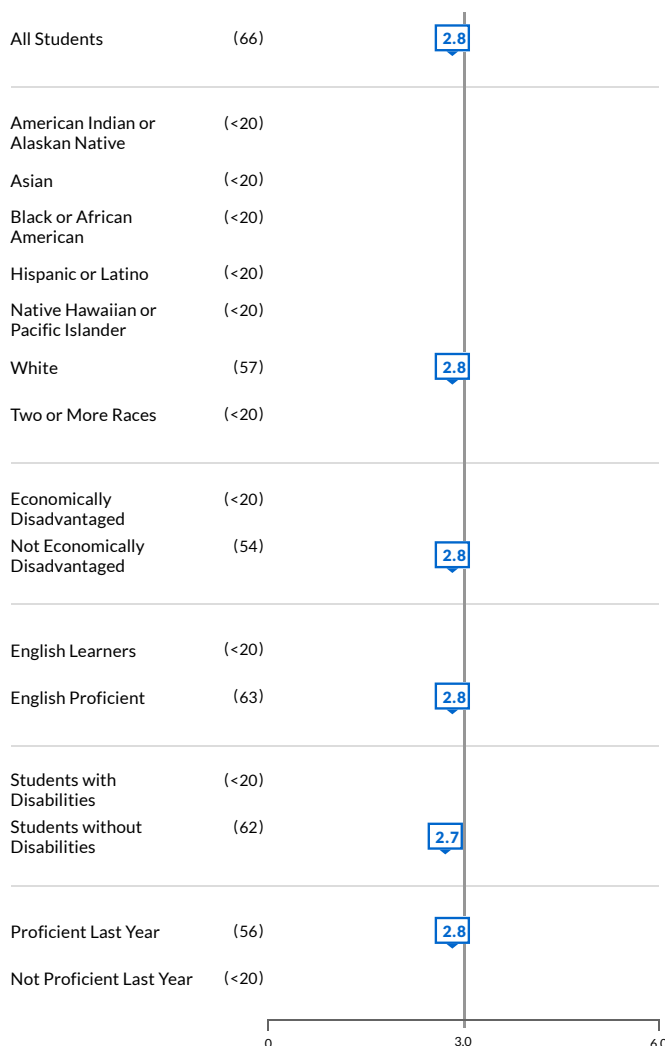 All Students (66) 2.8
American Indian or (<20)
Alaskan Native
Asian (<20)
Black or African (<20)
American
Hispanic or Latino (<20)
Native Hawaiian or (<20)
Pacific Islander
White (57) 2.8
Two or More Races (<20)
Economically (<20)
Disadvantaged
Not Economically (54) 2.8
Disadvantaged
English Learners (<20)
English Proficient (63) 2.8
Students with (<20)
Disabilities
Students without (62) 2.7
Disabilities
Proficient Last Year (56) 2.8
Not Proficient Last Year (<20)
0 3.0 6.0